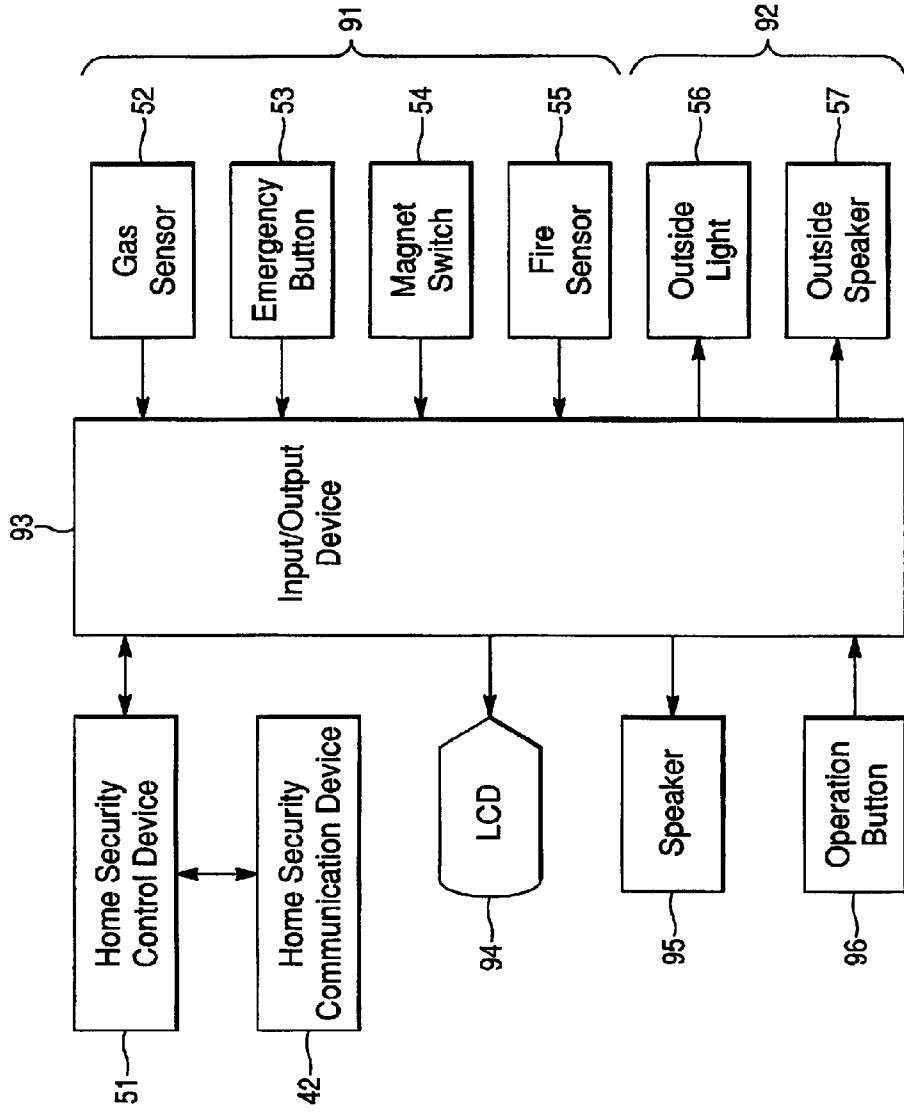 91
92
52
53
54
55
56
57
Gas
Sensor
Emergency
Button
Magnet
Switch
Fire
Sensor
Outside
Light
Outside
Speaker
93
Input/Output
Device
Home Security
Control Device
Home Security
Communication Device
LCD
Speaker
Operation
Button
51
42
94
95
96